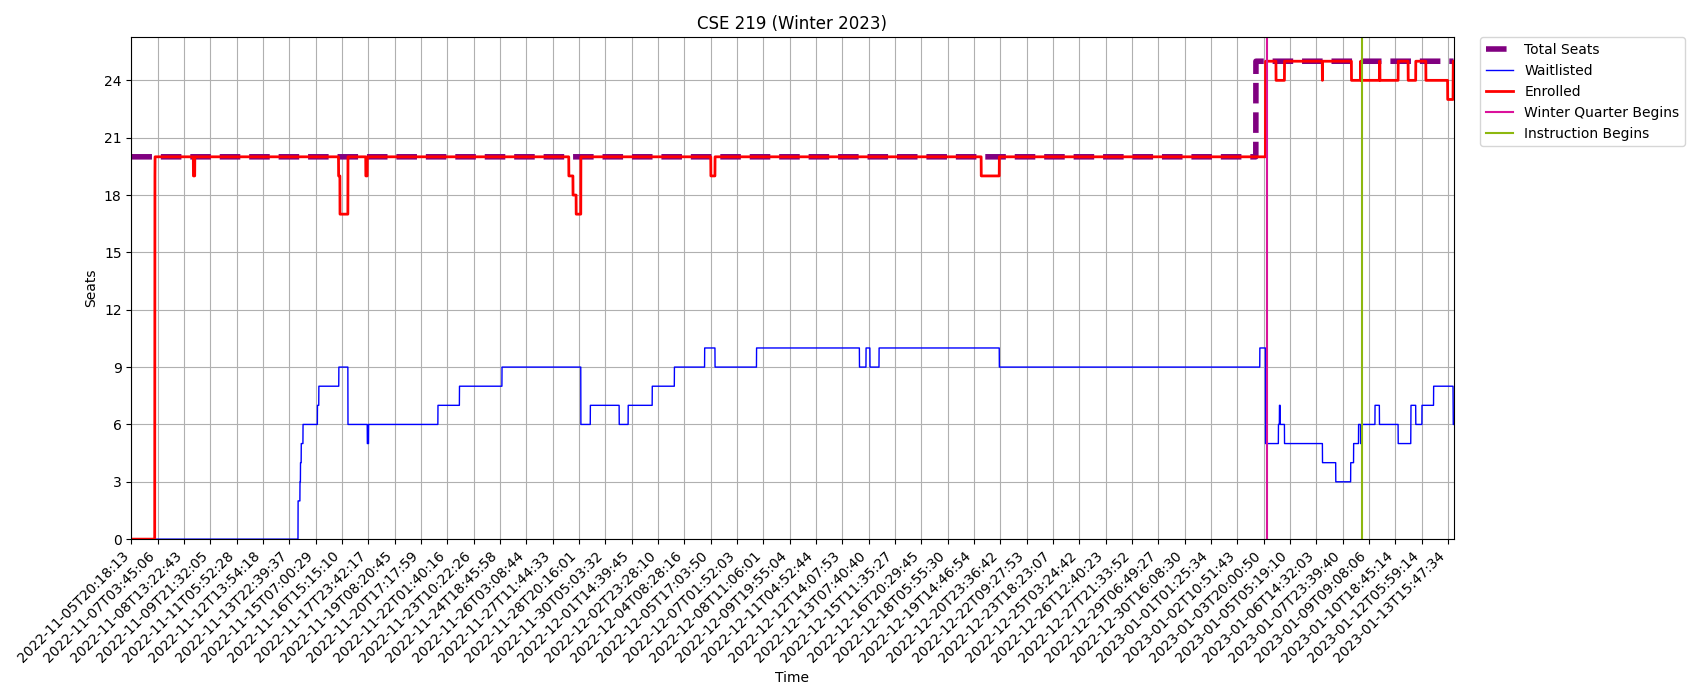 CSE 219 (Winter 2023)
Total Seats
Waitlisted
Enrolled
Winter Quarter Begins
Instruction Begins
Seats
24
21
18
15
12
9
6
3
0
2022-11-05T20:18:13
2022-11-07T03:45:06
2022-11-08T13:22:43
2022-11-09T21:32:05
2022-11-11T05:52:28
2022-11-12T13:54:18
2022-11-13T22:39:37
2022-11-15T07:00:29
2022-11-16T15:15:10
2022-11-17T23:42:17
2022-11-19T08:20:45
2022-11-20T17:17:59
2022-11-22T01:40:16
2022-11-23T10:22:26
2022-11-24T18:45:58
2022-11-26T03:08:44
2022-11-27T11:44:33
2022-11-28T20:16:01
2022-11-30T05:03:32
2022-12-01T14:39:45
2022-12-02T23:28:10
2022-12-04T08:28:16
2022-12-05T17:03:50
2022-12-07T01:52:03
2022-12-08T11:06:01
2022-12-09T19:55:04
2022-12-11T04:52:44
2022-12-12T14:07:53
2022-12-13T07:40:40
2022-12-15T11:35:27
2022-12-16T20:29:45
2022-12-18T05:55:30
2022-12-19T14:46:54
2022-12-20T23:36:42
2022-12-22T09:27:53
2022-12-23T18:23:07
2022-12-25T03:24:42
2022-12-26T12:40:23
2022-12-27T21:33:52
2022-12-29T06:49:27
2022-12-30T16:08:30
2023-01-01T01:25:34
2023-01-02T10:51:43
2023-01-03T20:00:50
2023-01-05T05:19:10
2023-01-06T14:32:03
2023-01-07T23:39:40
2023-01-09T09:08:06
2023-01-10T18:45:14
2023-01-12T05:59:14
2023-01-13T15:47:34
Time